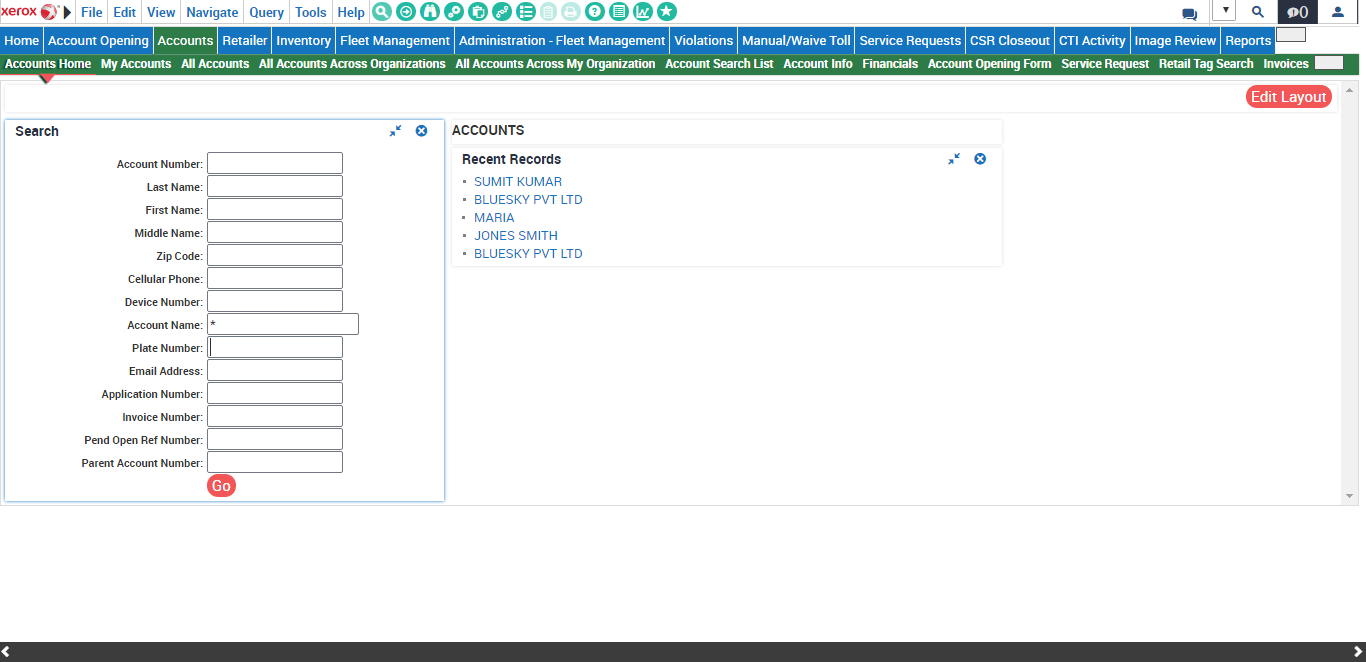 xerox File Edit View Navigate Query Tools Help 0
Home Account Opening Accounts Retailer Inventory Fleet Management Administration - Fleet Management Violations Manual/Waive Toll Service Requests CSR Closeout CTI Activity Image Review Reports
Accounts Home My Accounts All Accounts All Accounts Across Organizations All Accounts Across My Organization Account Search List Account Info Financials Account Opening Form Service Request Retail Tag Search Invoices
Edit Layout
Search
Account Number:
Last Name:
First Name:
Middle Name:
Zip Code:
Cellular Phone:
Device Number:
Account Name: *
Plate Number:
Email Address:
Application Number:
Invoice Number:
Pend Open Ref Number:
Parent Account Number:
Go
ACCOUNTS
Recent Records
SUMIT KUMAR
BLUESKY PVT LTD
MARIA
JONES SMITH
BLUESKY PVT LTD